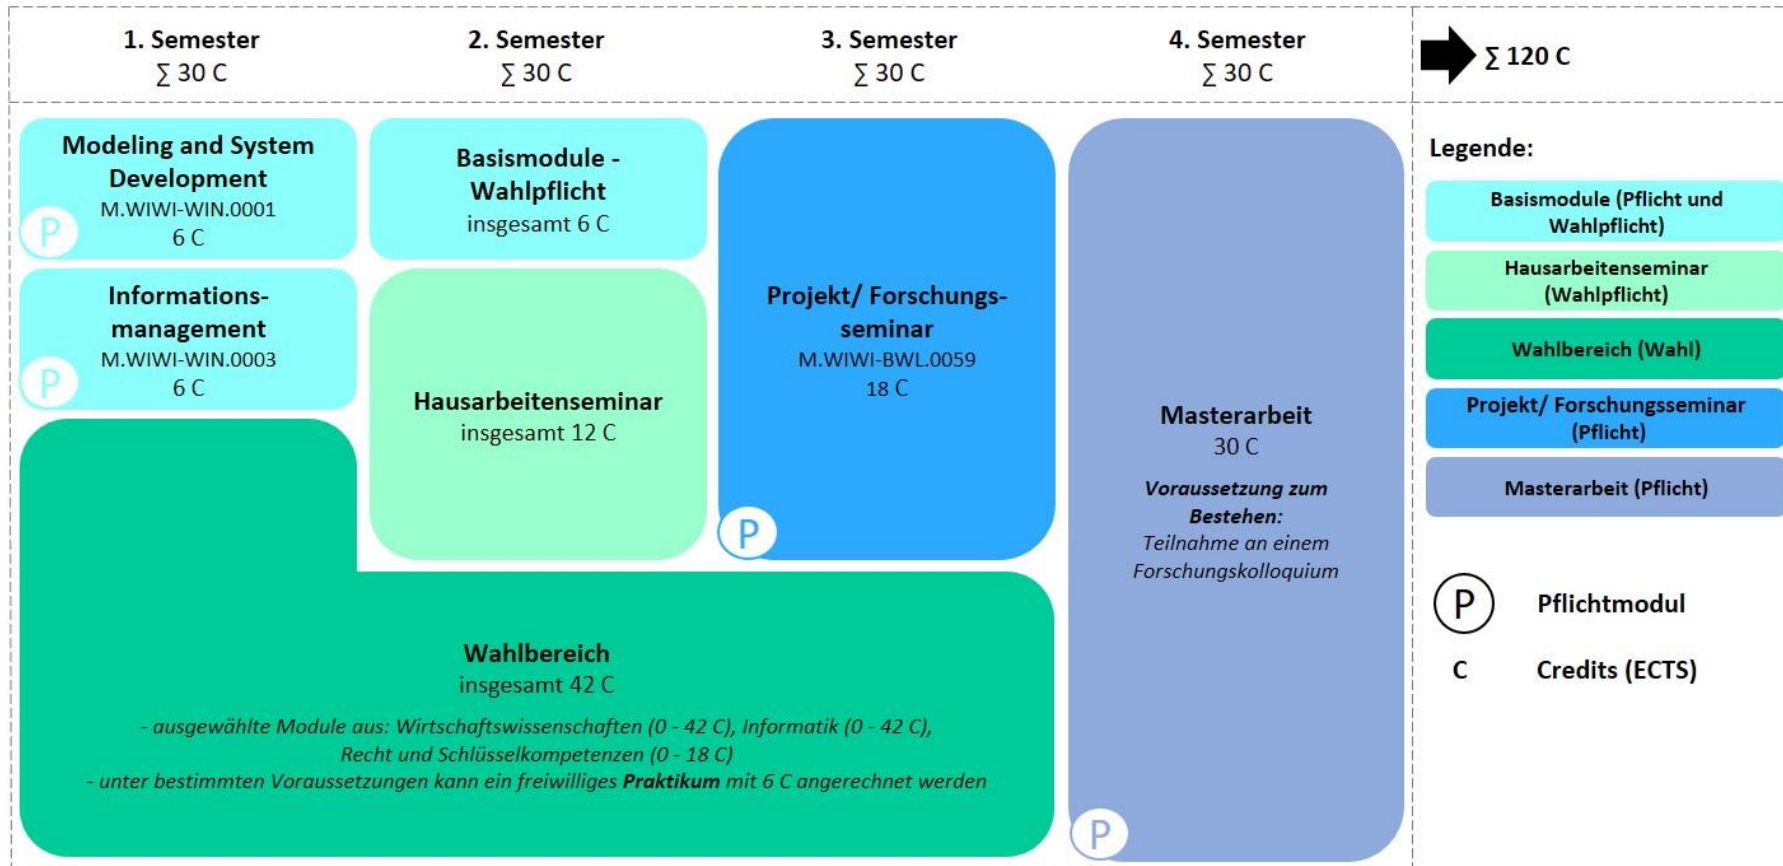 1. Semester
∑ 30 C
2. Semester
∑ 30 C
3. Semester
∑ 30 C
4. Semester
∑ 30 C
∑ 120 C
Modeling and System
Development
M.WIWI-WIN.0001
6 C
P
Informations-
management
M.WIWI-WIN.0003
6 C
P
Basismodule -
Wahlpflicht
insgesamt 6 C
Hausarbeitenseminar
insgesamt 12 C
Projekt/ Forschungs-
seminar
M.WIWI-BWL.0059
18 C
P
Masterarbeit
30 C
Voraussetzung zum
Bestehen:
Teilnahme an einem
Forschungskolloquium
P
Wahlbereich
insgesamt 42 C
- ausgewählte Module aus: Wirtschaftswissenschaften (0 - 42 C), Informatik (0 - 42 C),
Recht und Schlüsselkompetenzen (0 - 18 C)
- unter bestimmten Voraussetzungen kann ein freiwilliges Praktikum mit 6 C angerechnet werden
Legende:
Basismodule (Pflicht und
Wahlpflicht)
Hausarbeitenseminar
(Wahlpflicht)
Wahlbereich (Wahl)
Projekt/ Forschungsseminar
(Pflicht)
Masterarbeit (Pflicht)
P Pflichtmodul
C Credits (ECTS)